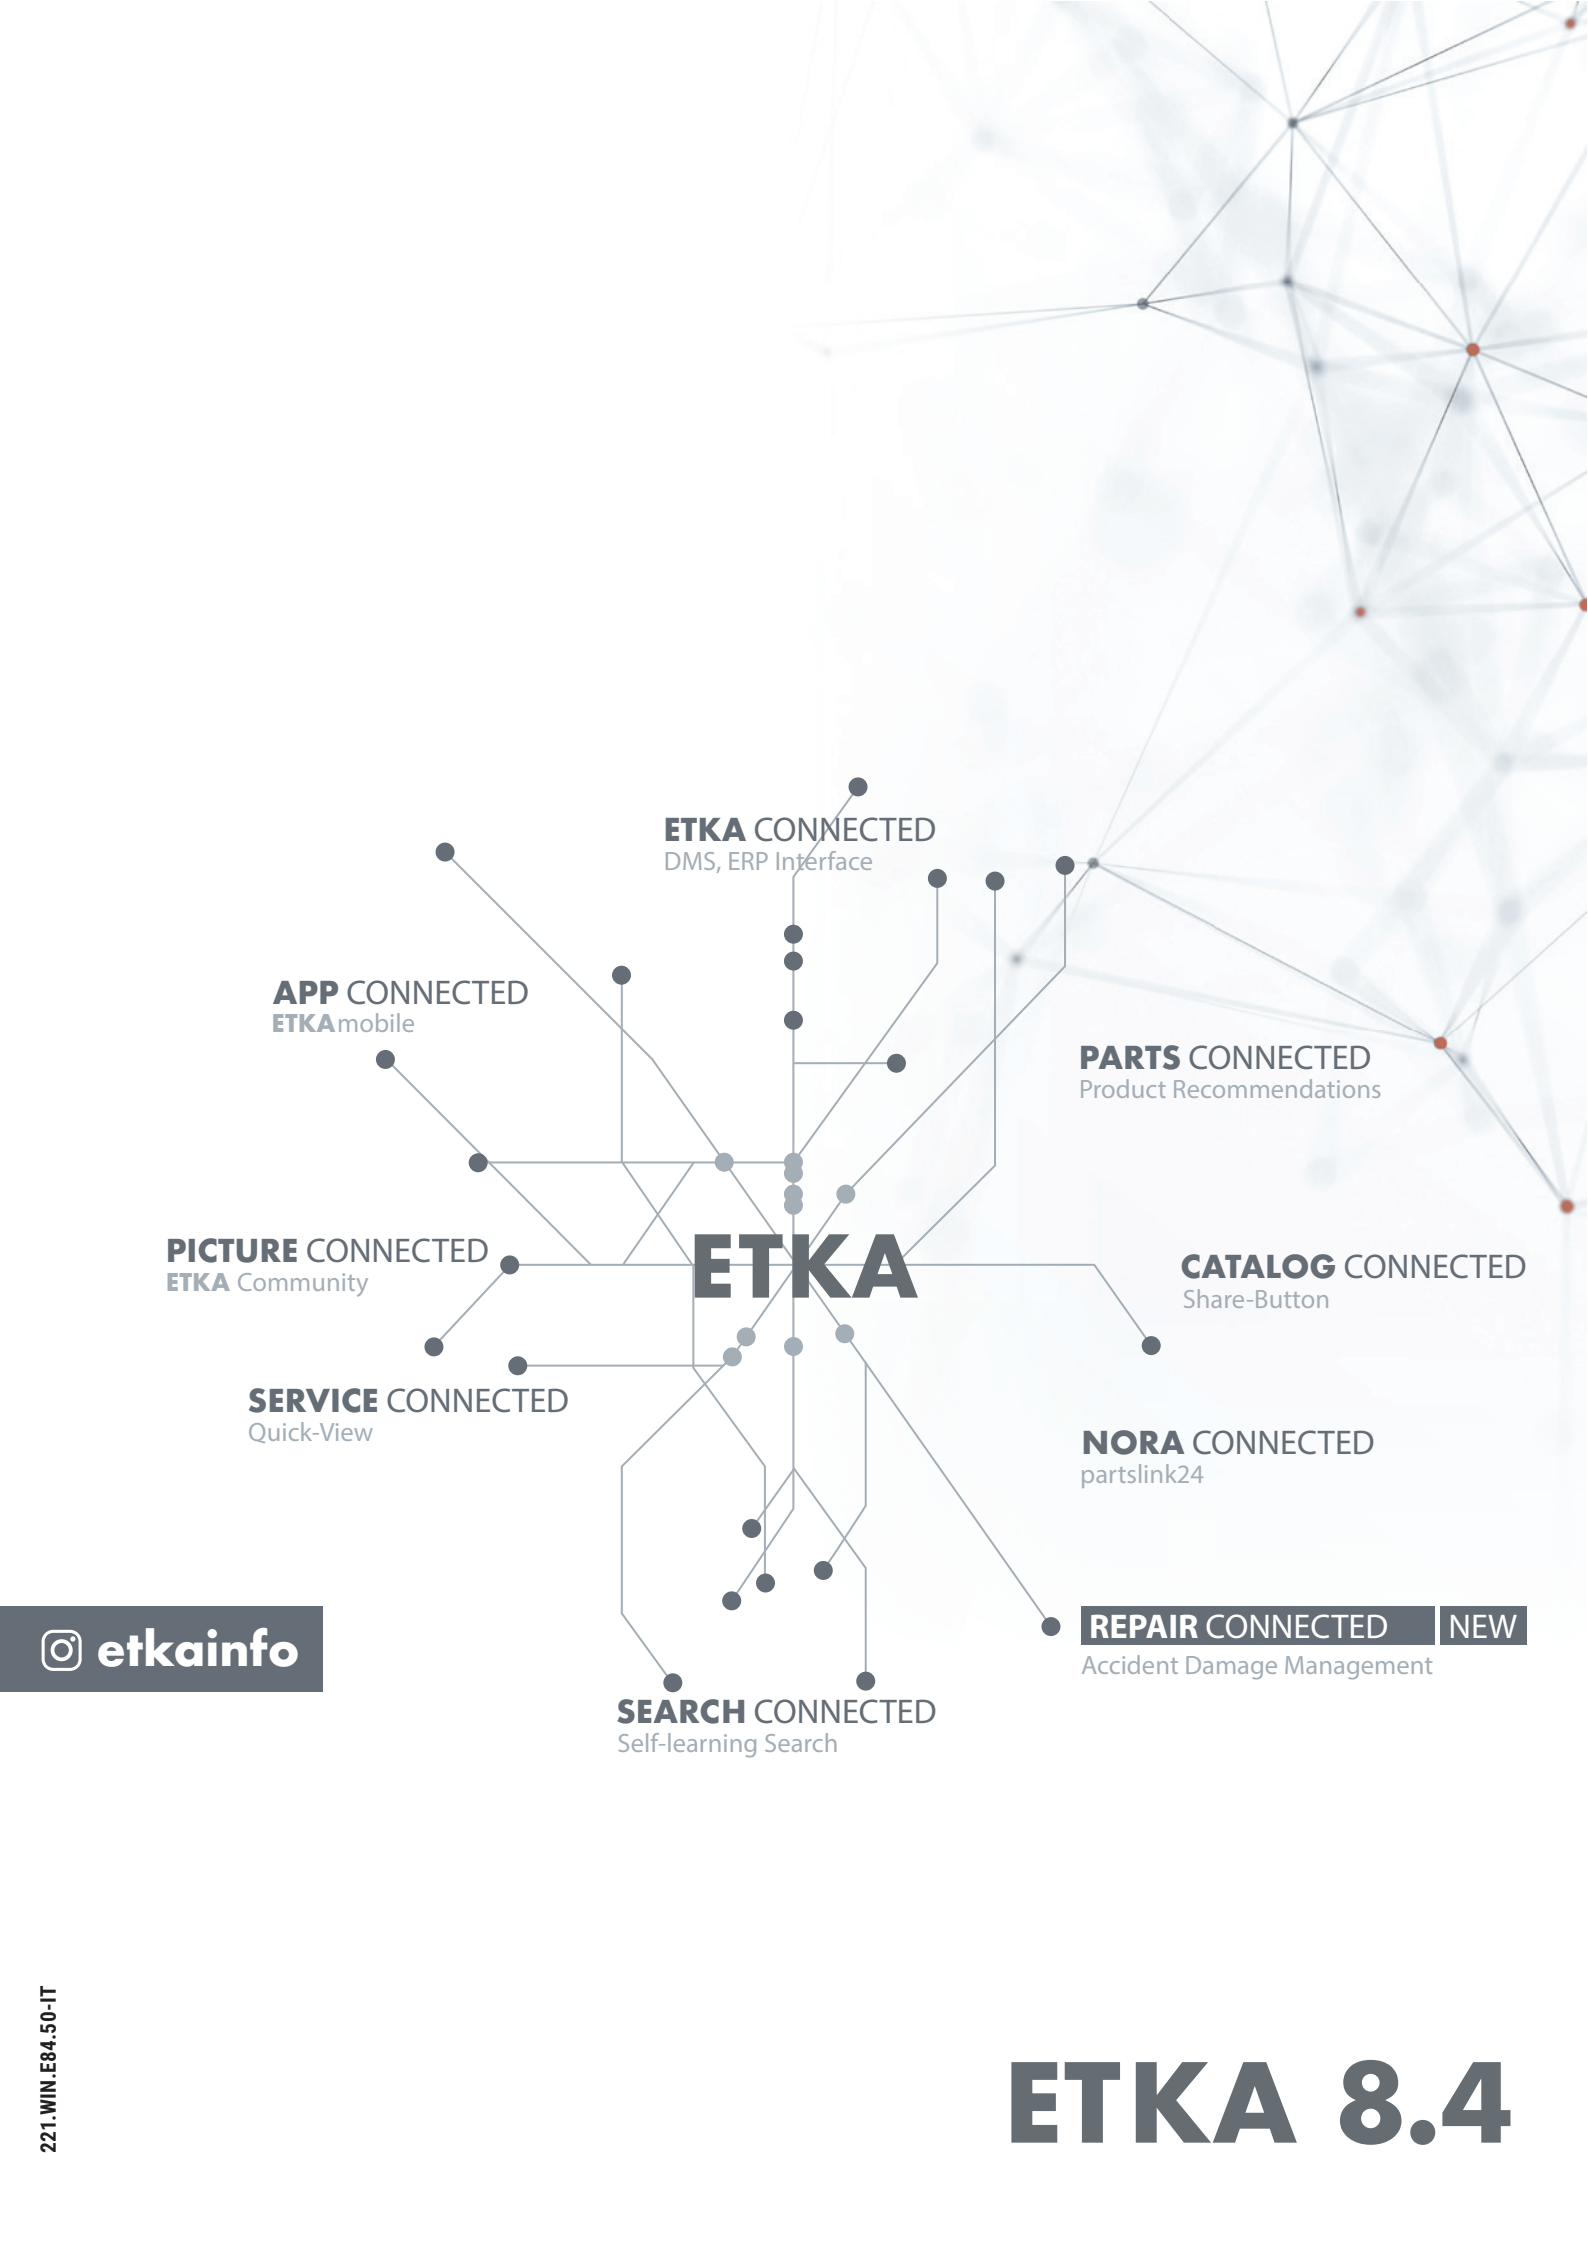 ETKA CONNECTED
DMS, ERP Interface
APP CONNECTED
ETKAmobile
PARTS CONNECTED
Product Recommendations
PICTURE CONNECTED
ETKA Community
ETKA
CATALOG CONNECTED
Share-Button
SERVICE CONNECTED
Quick-View
NORA CONNECTED
partslink24
REPAIR CONNECTED NEW
Accident Damage Management
etkainfo
SEARCH CONNECTED
Self-learning Search
221.WIN.E84.50-IT
ETKA 8.4